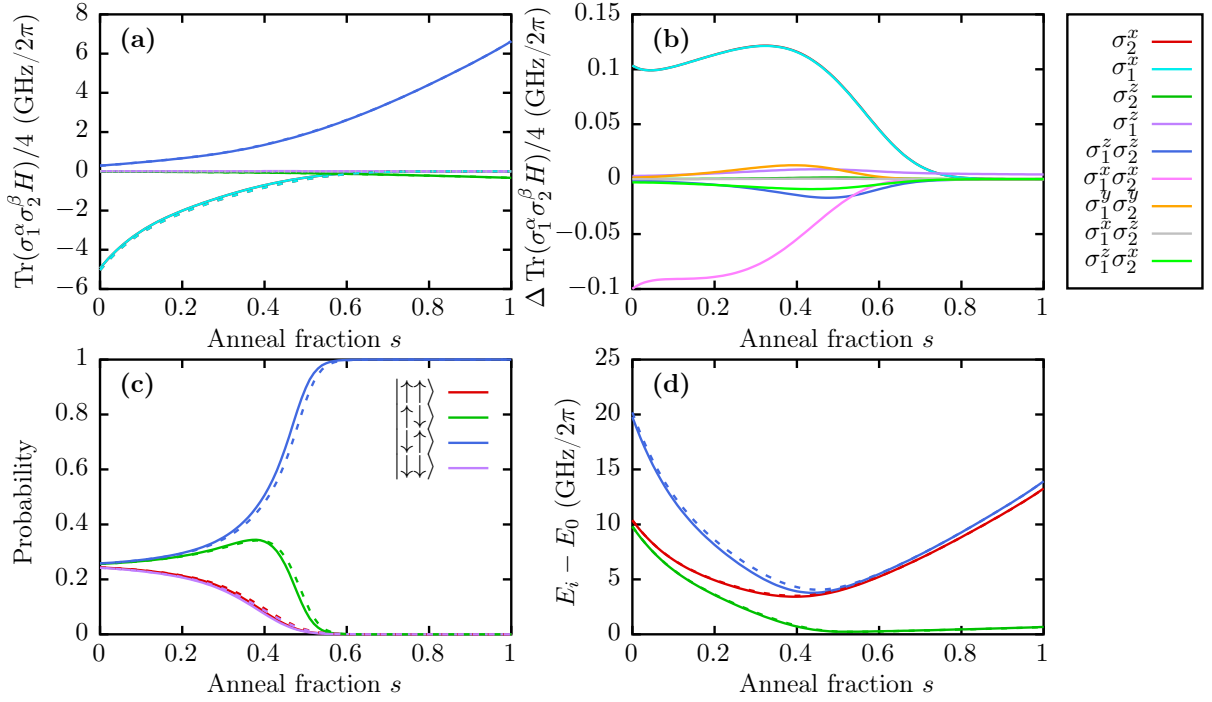 (a)
Tr(σ₁^α σ₂^β H)/4 (GHz/2π)
8
6
4
2
0
−2
−4
−6
0 0.2 0.4 0.6 0.8 1
Anneal fraction s
(b)
Δ Tr(σ₁^α σ₂^β H)/4 (GHz/2π)
0.15
0.1
0.05
0
−0.05
−0.1
0 0.2 0.4 0.6 0.8 1
Anneal fraction s
σ₂^x
σ₁^x
σ₂^z
σ₁^z
σ₁^z σ₂^z
σ₁^x σ₂^x
σ₁^y σ₂^y
σ₁^x σ₂^z
σ₁^z σ₂^x
(c)
Probability
1
0.8
0.6
0.4
0.2
0
|↑↑⟩
|↑↓⟩
|↓↑⟩
|↓↓⟩
0 0.2 0.4 0.6 0.8 1
Anneal fraction s
(d)
E_i − E_0 (GHz/2π)
25
20
15
10
5
0
0 0.2 0.4 0.6 0.8 1
Anneal fraction s